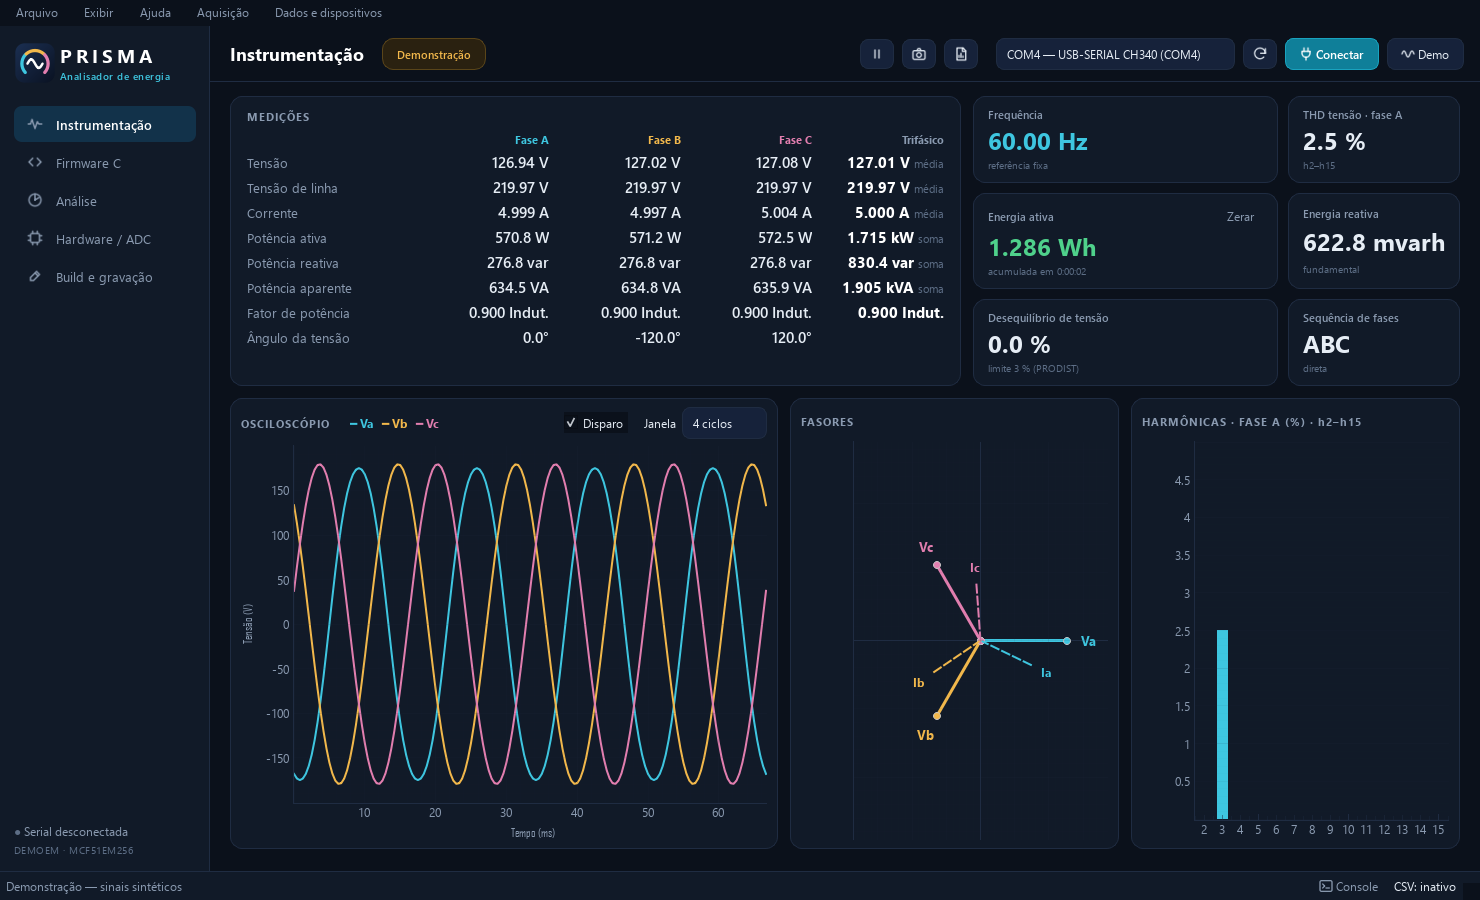 Arquivo Exibir Ajuda Aquisição Dados e dispositivos
PRISMA
Analisador de energia
Instrumentação
Firmware C
Análise
Hardware / ADC
Build e gravação
Serial desconectada
DEMOEM · MCF51EM256
Instrumentação Demonstração COM4 — USB-SERIAL CH340 (COM4) Conectar Demo
MEDIÇÕES
Fase A Fase B Fase C Trifásico
Tensão 126.94 V 127.02 V 127.08 V 127.01 V média
Tensão de linha 219.97 V 219.97 V 219.97 V 219.97 V média
Corrente 4.999 A 4.997 A 5.004 A 5.000 A média
Potência ativa 570.8 W 571.2 W 572.5 W 1.715 kW soma
Potência reativa 276.8 var 276.8 var 276.8 var 830.4 var soma
Potência aparente 634.5 VA 634.8 VA 635.9 VA 1.905 kVA soma
Fator de potência 0.900 Indut. 0.900 Indut. 0.900 Indut. 0.900 Indut.
Ângulo da tensão 0.0° -120.0° 120.0°
Frequência
60.00 Hz
referência fixa
THD tensão · fase A
2.5 %
h2–h15
Energia ativa Zerar
1.286 Wh
acumulada em 0:00:02
Energia reativa
622.8 mvarh
fundamental
Desequilíbrio de tensão
0.0 %
limite 3 % (PRODIST)
Sequência de fases
ABC
direta
OSCILOSCÓPIO Va Vb Vc ✓ Disparo Janela 4 ciclos
150
100
50
0
-50
-100
-150
Tensão (V)
10 20 30 40 50 60
Tempo (ms)
FASORES
Vc
Ic
Va
Ia
Ib
Vb
HARMÔNICAS · FASE A (%) · h2–h15
4.5
4
3.5
3
2.5
2
1.5
1
0.5
2 3 4 5 6 7 8 9 10 11 12 13 14 15
Demonstração — sinais sintéticos Console CSV: inativo